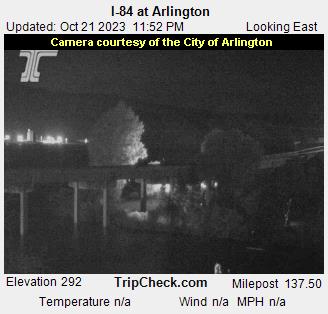 I-84 at Arlington
Updated: Oct 21 2023 11:52 PM Looking East
Camera courtesy of the City of Arlington
Elevation 292 TripCheck.com Milepost 137.50
Temperature n/a Wind n/a MPH n/a